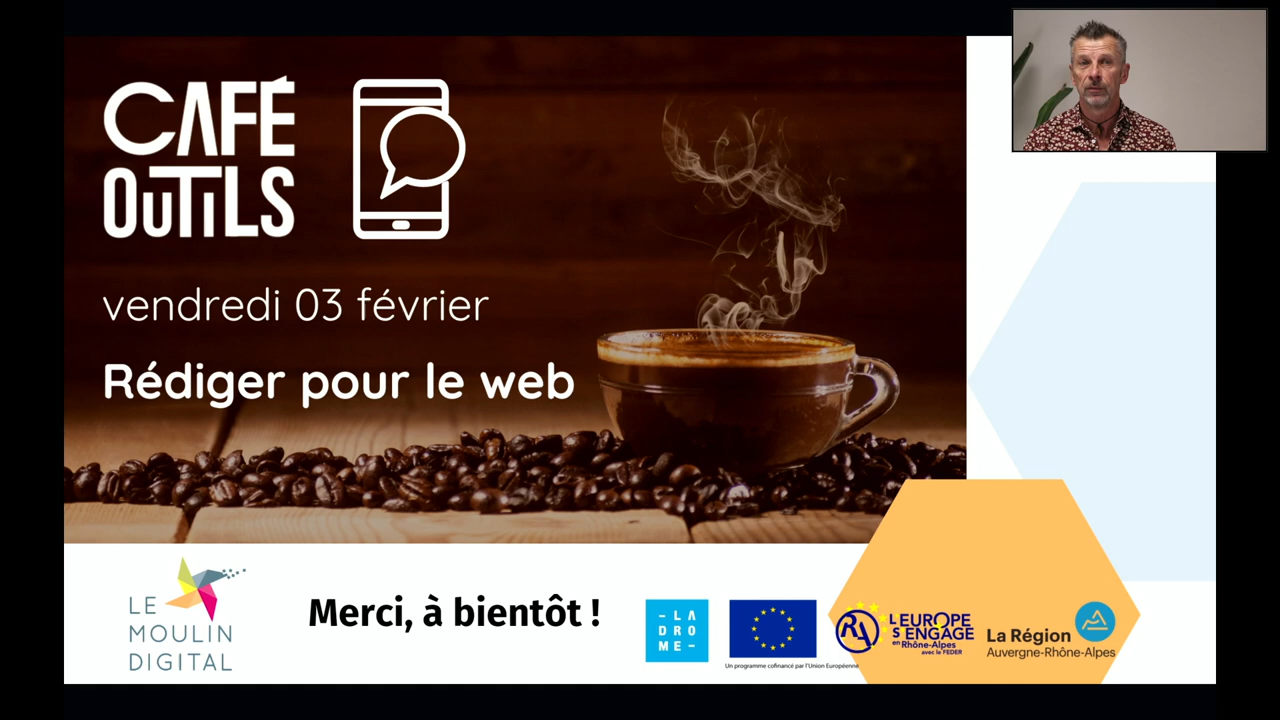 CAFÉ
OUTILS
vendredi 03 février
Rédiger pour le web
LE
MOULIN
DIGITAL
Merci, à bientôt !
– LA
DRO
ME –
Un programme cofinancé par l'Union Européenne
RA
L'EUROPE
S'ENGAGE
en Rhône-Alpes
avec le FEDER
La Région
Auvergne-Rhône-Alpes